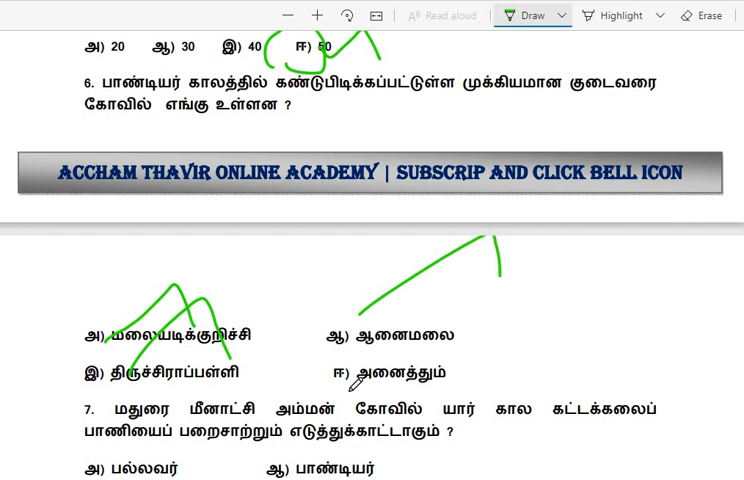 Read aloud
Draw
Highlight
Erase
அ) 20 ஆ) 30 இ) 40 ஈ) 50
6. பாண்டியர் காலத்தில் கண்டுபிடிக்கப்பட்டுள்ள முக்கியமான குடைவரை
கோவில் எங்கு உள்ளன ?
ACCHAM THAVIR ONLINE ACADEMY | SUBSCRIP AND CLICK BELL ICON
அ) மலையடிக்குறிச்சி ஆ) ஆனைமலை
இ) திருச்சிராப்பள்ளி ஈ) அனைத்தும்
7. மதுரை மீனாட்சி அம்மன் கோவில் யார் கால கட்டக்கலைப்
பாணியைப் பறைசாற்றும் எடுத்துக்காட்டாகும் ?
அ) பல்லவர் ஆ) பாண்டியர்